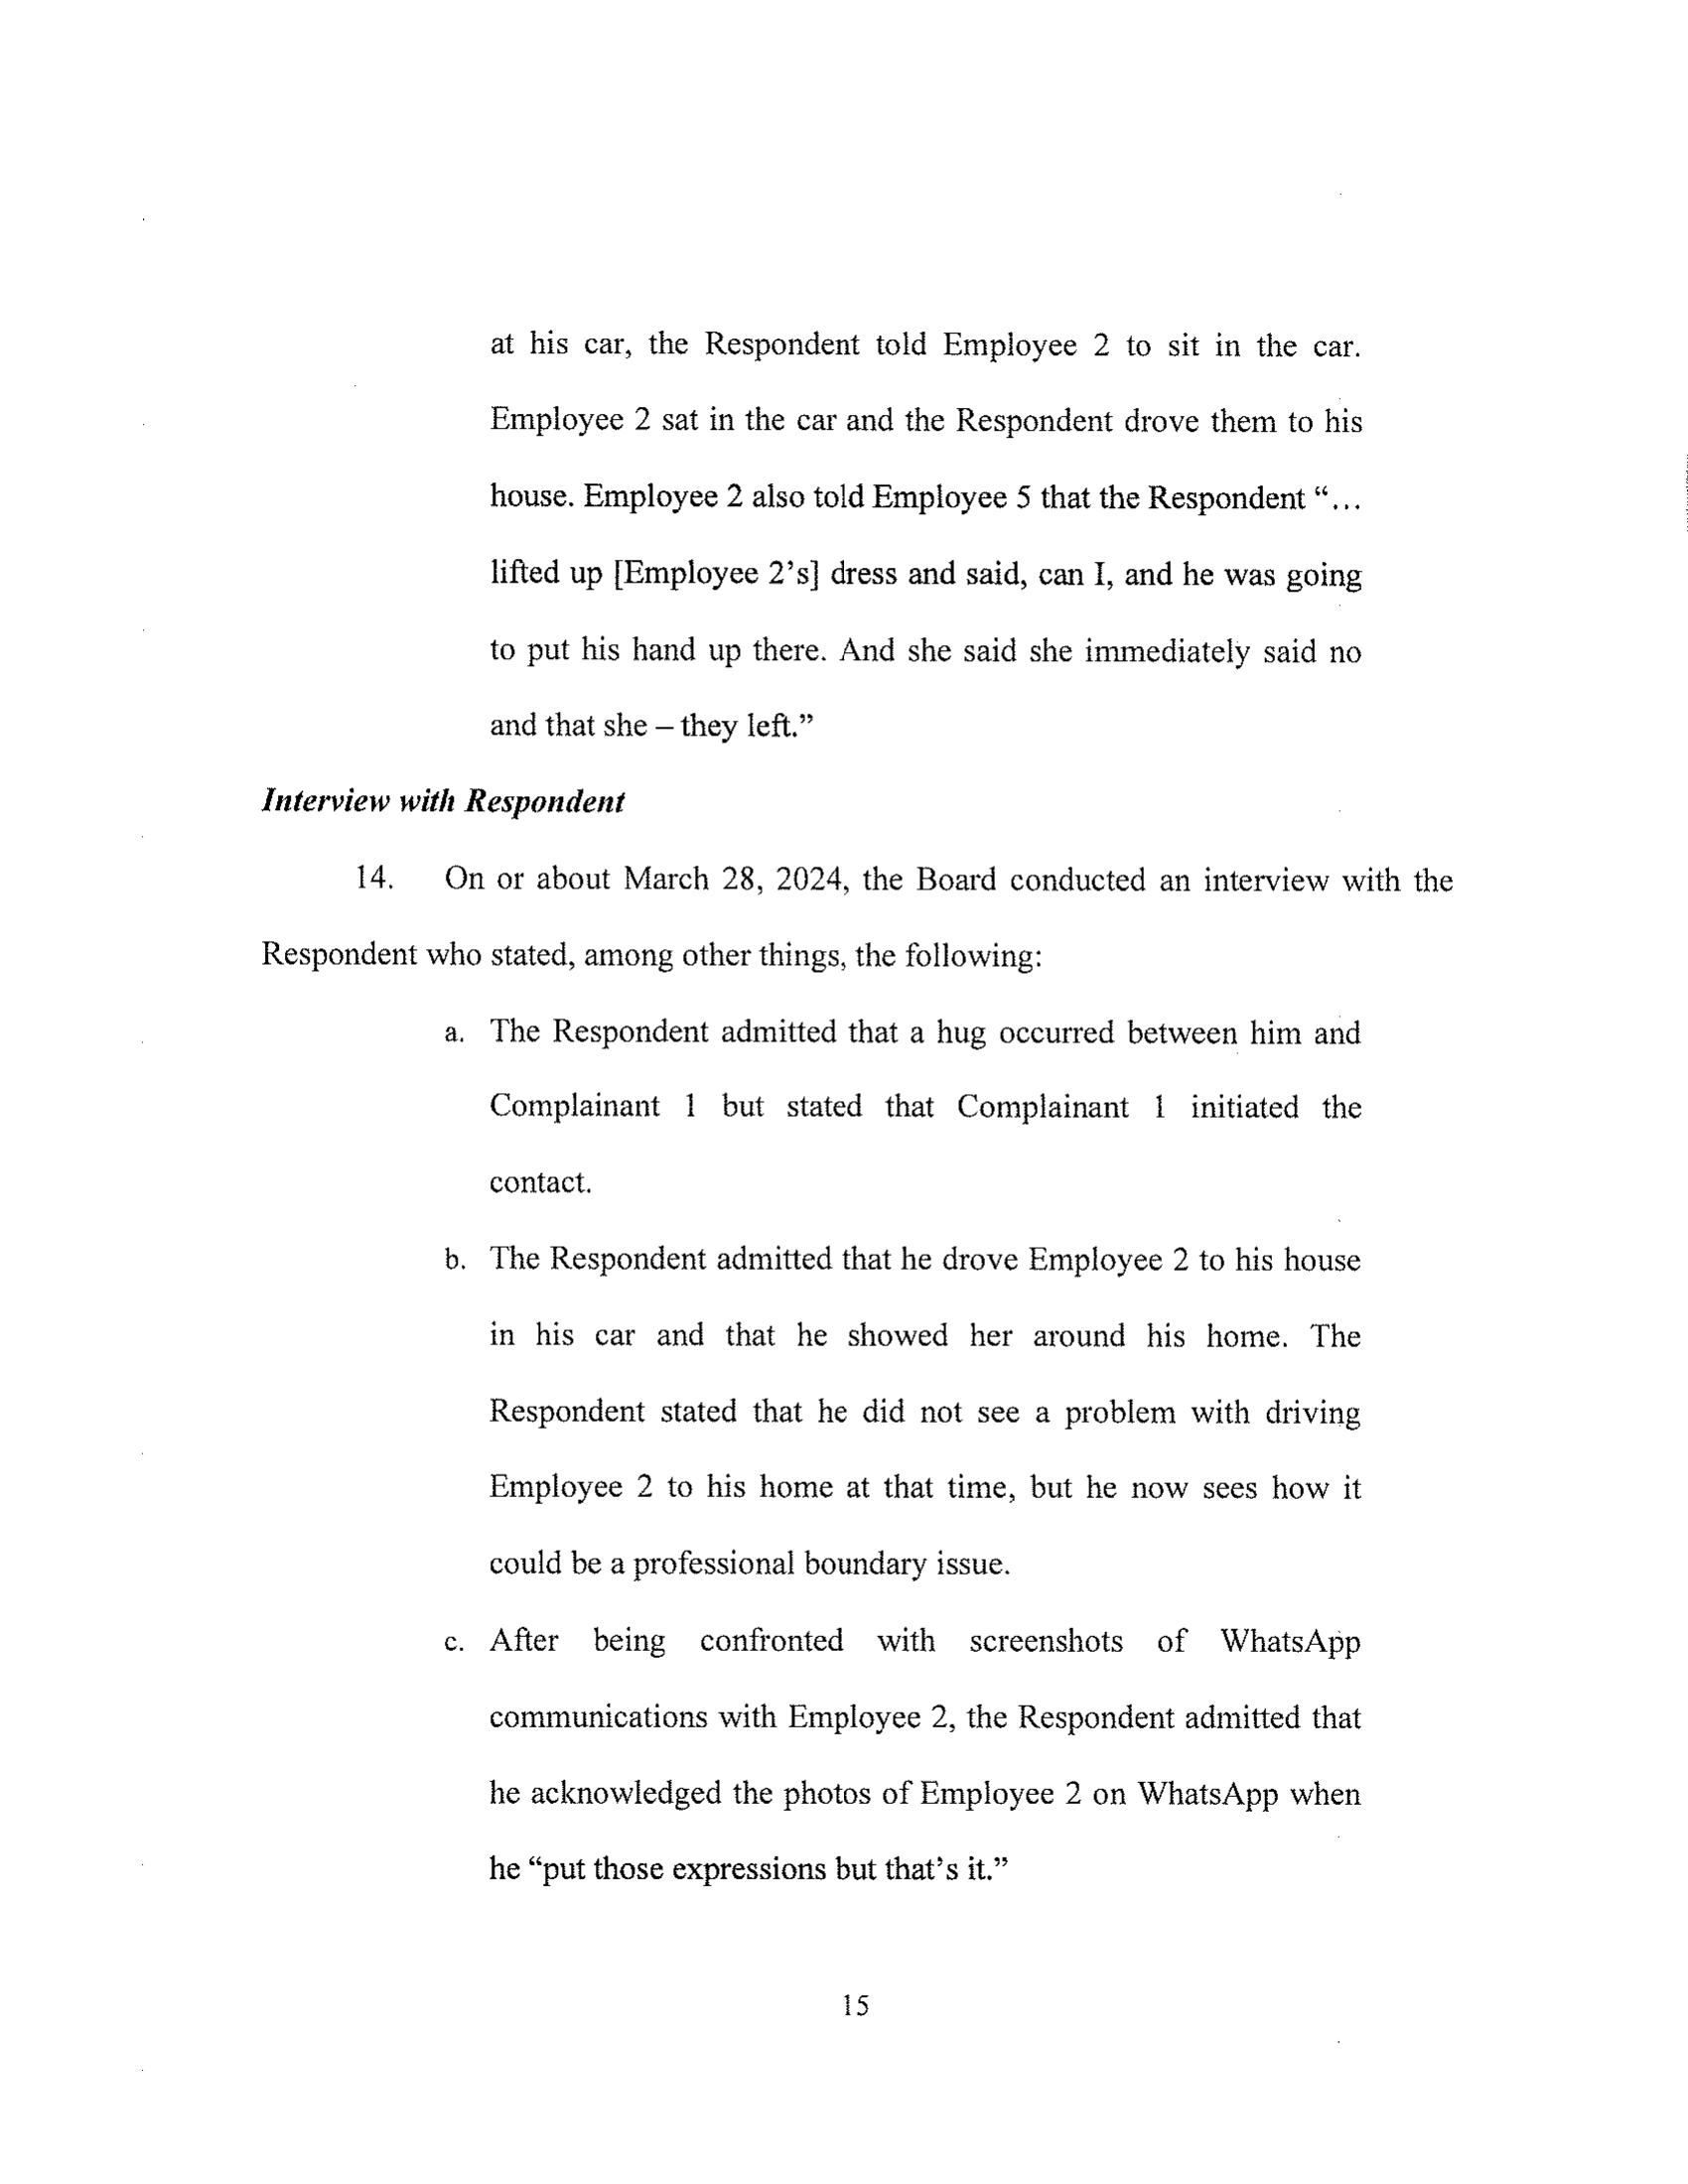 at his car, the Respondent told Employee 2 to sit in the car.
Employee 2 sat in the car and the Respondent drove them to his
house. Employee 2 also told Employee 5 that the Respondent “…
lifted up [Employee 2’s] dress and said, can I, and he was going
to put his hand up there. And she said she immediately said no
and that she – they left.”
Interview with Respondent
14. On or about March 28, 2024, the Board conducted an interview with the
Respondent who stated, among other things, the following:
a. The Respondent admitted that a hug occurred between him and
Complainant 1 but stated that Complainant 1 initiated the
contact.
b. The Respondent admitted that he drove Employee 2 to his house
in his car and that he showed her around his home. The
Respondent stated that he did not see a problem with driving
Employee 2 to his home at that time, but he now sees how it
could be a professional boundary issue.
c. After being confronted with screenshots of WhatsApp
communications with Employee 2, the Respondent admitted that
he acknowledged the photos of Employee 2 on WhatsApp when
he “put those expressions but that’s it.”
15